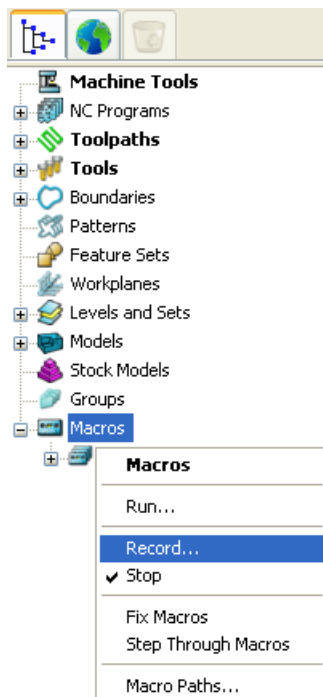 Machine Tools
NC Programs
Toolpaths
Tools
Boundaries
Patterns
Feature Sets
Workplanes
Levels and Sets
Models
Stock Models
Groups
Macros
Macros
Run...
Record...
Stop
Fix Macros
Step Through Macros
Macro Paths...